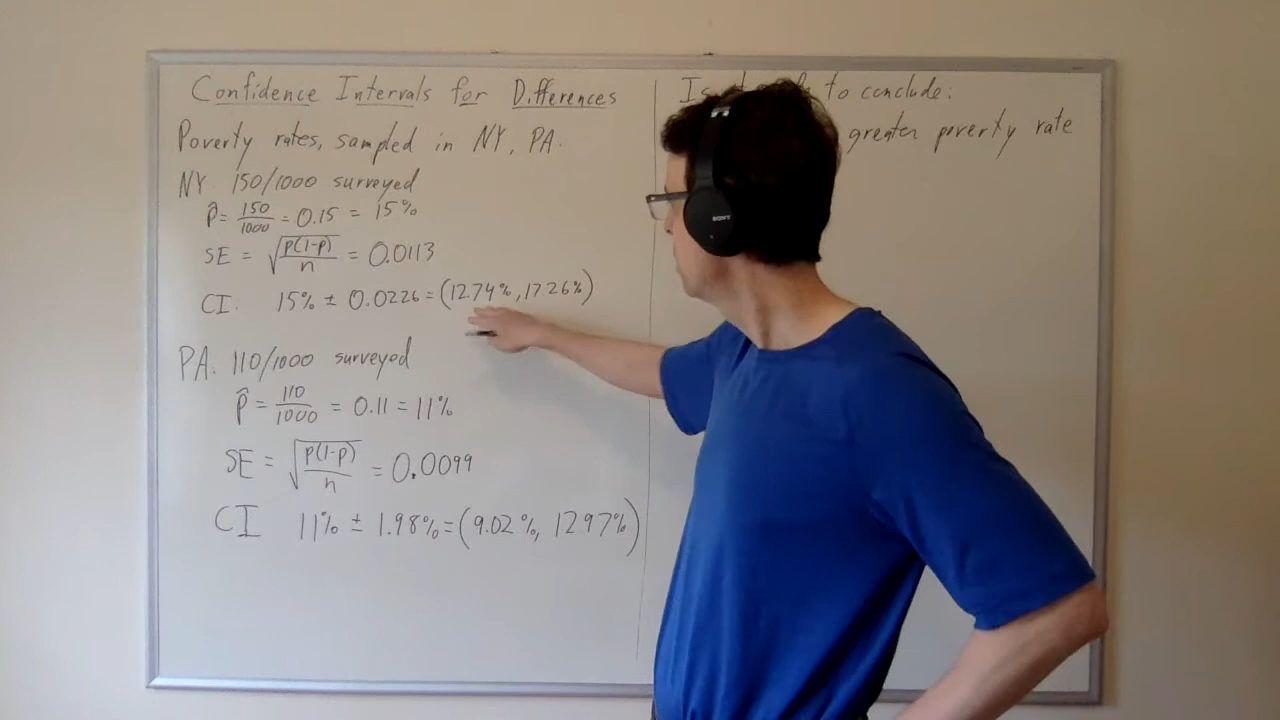 Confidence Intervals for Differences
Poverty rates, sampled in NY, PA.
NY. 150/1000 surveyed
p̂ = 150/1000 = 0.15 = 15%
SE = √(p(1-p)/n) = 0.0113
CI. 15% ± 0.0226 = (12.74%, 17.26%)
PA. 110/1000 surveyed
p̂ = 110/1000 = 0.11 = 11%
SE = √(p(1-p)/n) = 0.0099
CI 11% ± 1.98% = (9.02%, 12.97%)
to conclude:
greater poverty rate
SONY